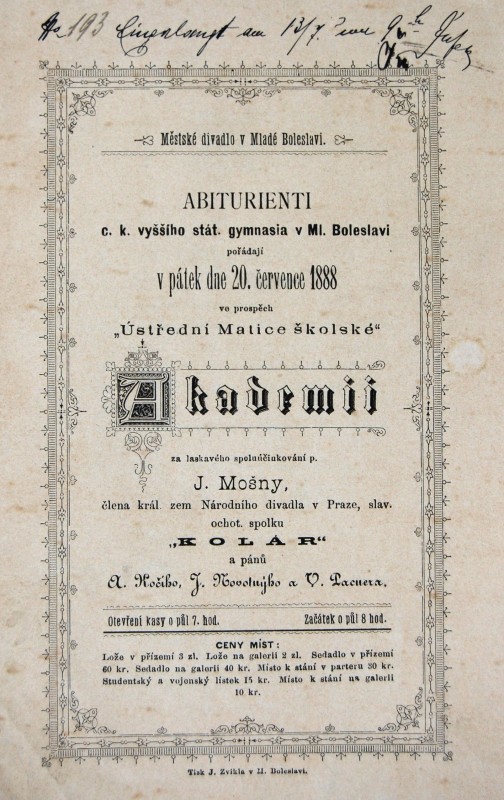 No 193 Eingelangt am 13/7
Městské divadlo v Mladé Boleslavi.
ABITURIENTI
c. k. vyššího stát. gymnasia v Ml. Boleslavi
pořádají
v pátek dne 20. července 1888
ve prospěch
„Ústřední Matice školské“
Akademii
za laskavého spoluúčinkování p.
J. Mošny,
člena král. zem Národního divadla v Praze, slav.
ochot. spolku
„KOLÁR“
a pánů
A. Kočího, J. Novotnýho a V. Pacnera.
Otevření kasy o půl 7. hod. Začátek o půl 8 hod.
CENY MÍST:
Lože v přízemí 3 zl. Lože na galerii 2 zl. Sedadlo v přízemí
60 kr. Sedadlo na galerii 40 kr. Místo k stání v parteru 30 kr.
Studentský a vojenský lístek 15 kr. Místo k stání na galerii
10 kr.
Tisk J. Zvikla v M. Boleslavi.